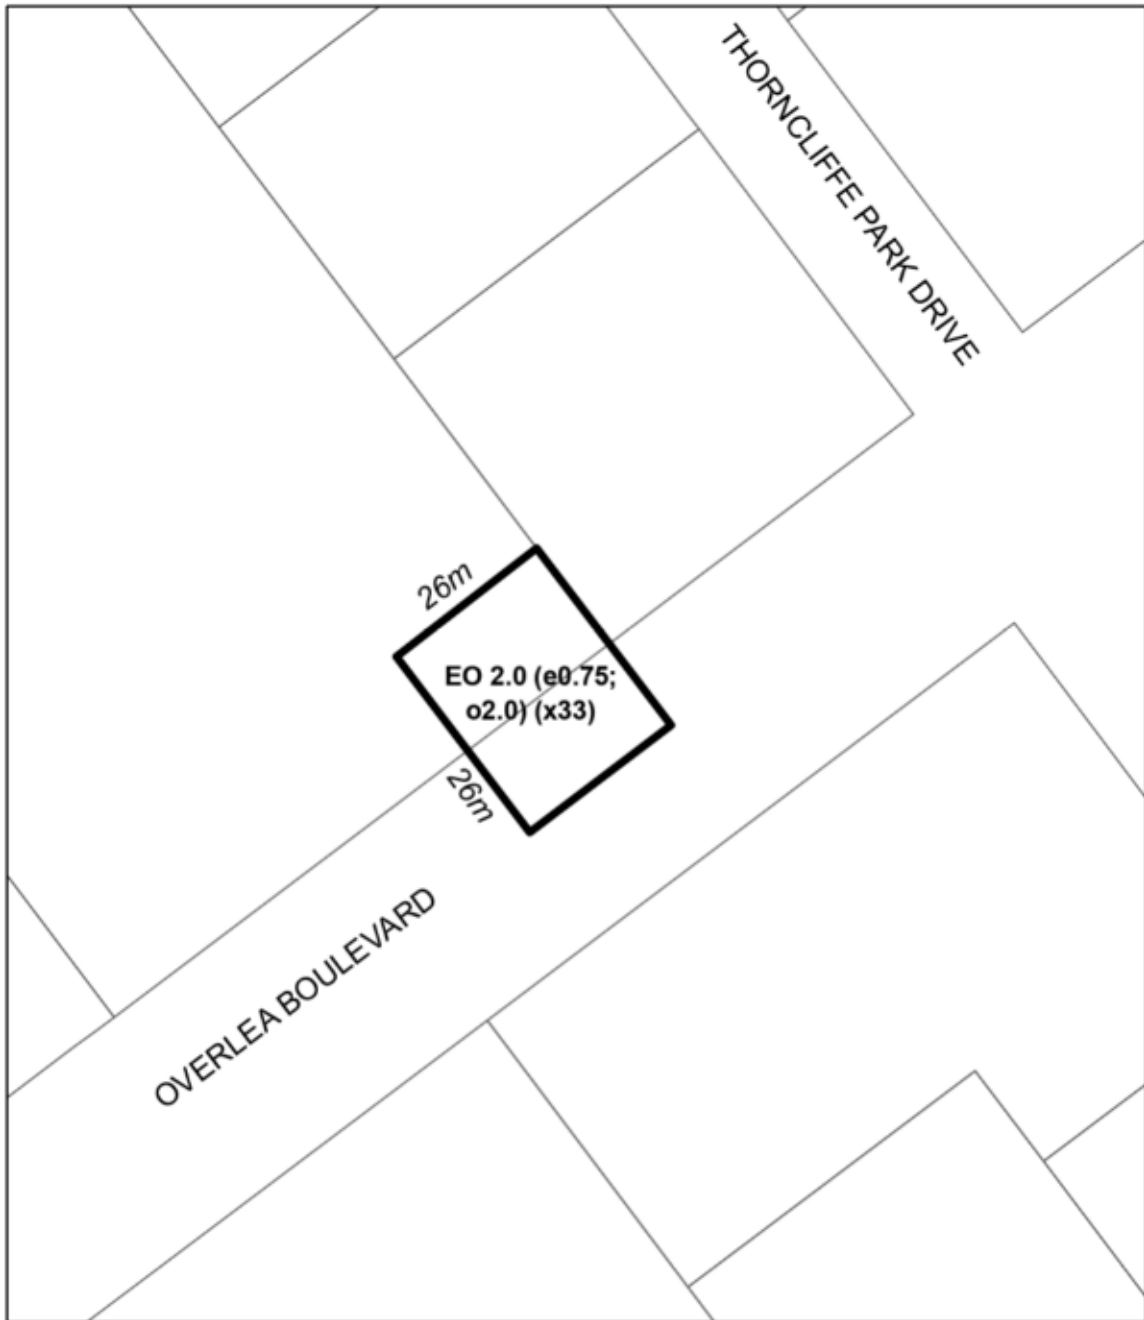 THORNCLIFFE PARK DRIVE
26m
EO 2.0 (e0.75;
o2.0) (x33)
26m
OVERLEA BOULEVARD